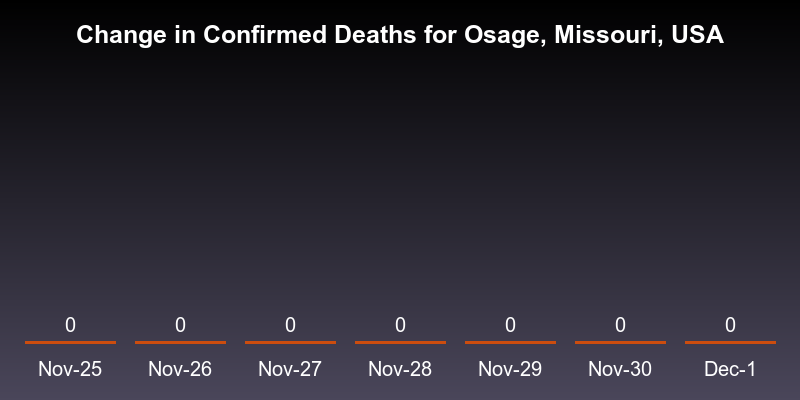 Change in Confirmed Deaths for Osage, Missouri, USA
0 0 0 0 0 0 0
Nov-25 Nov-26 Nov-27 Nov-28 Nov-29 Nov-30 Dec-1